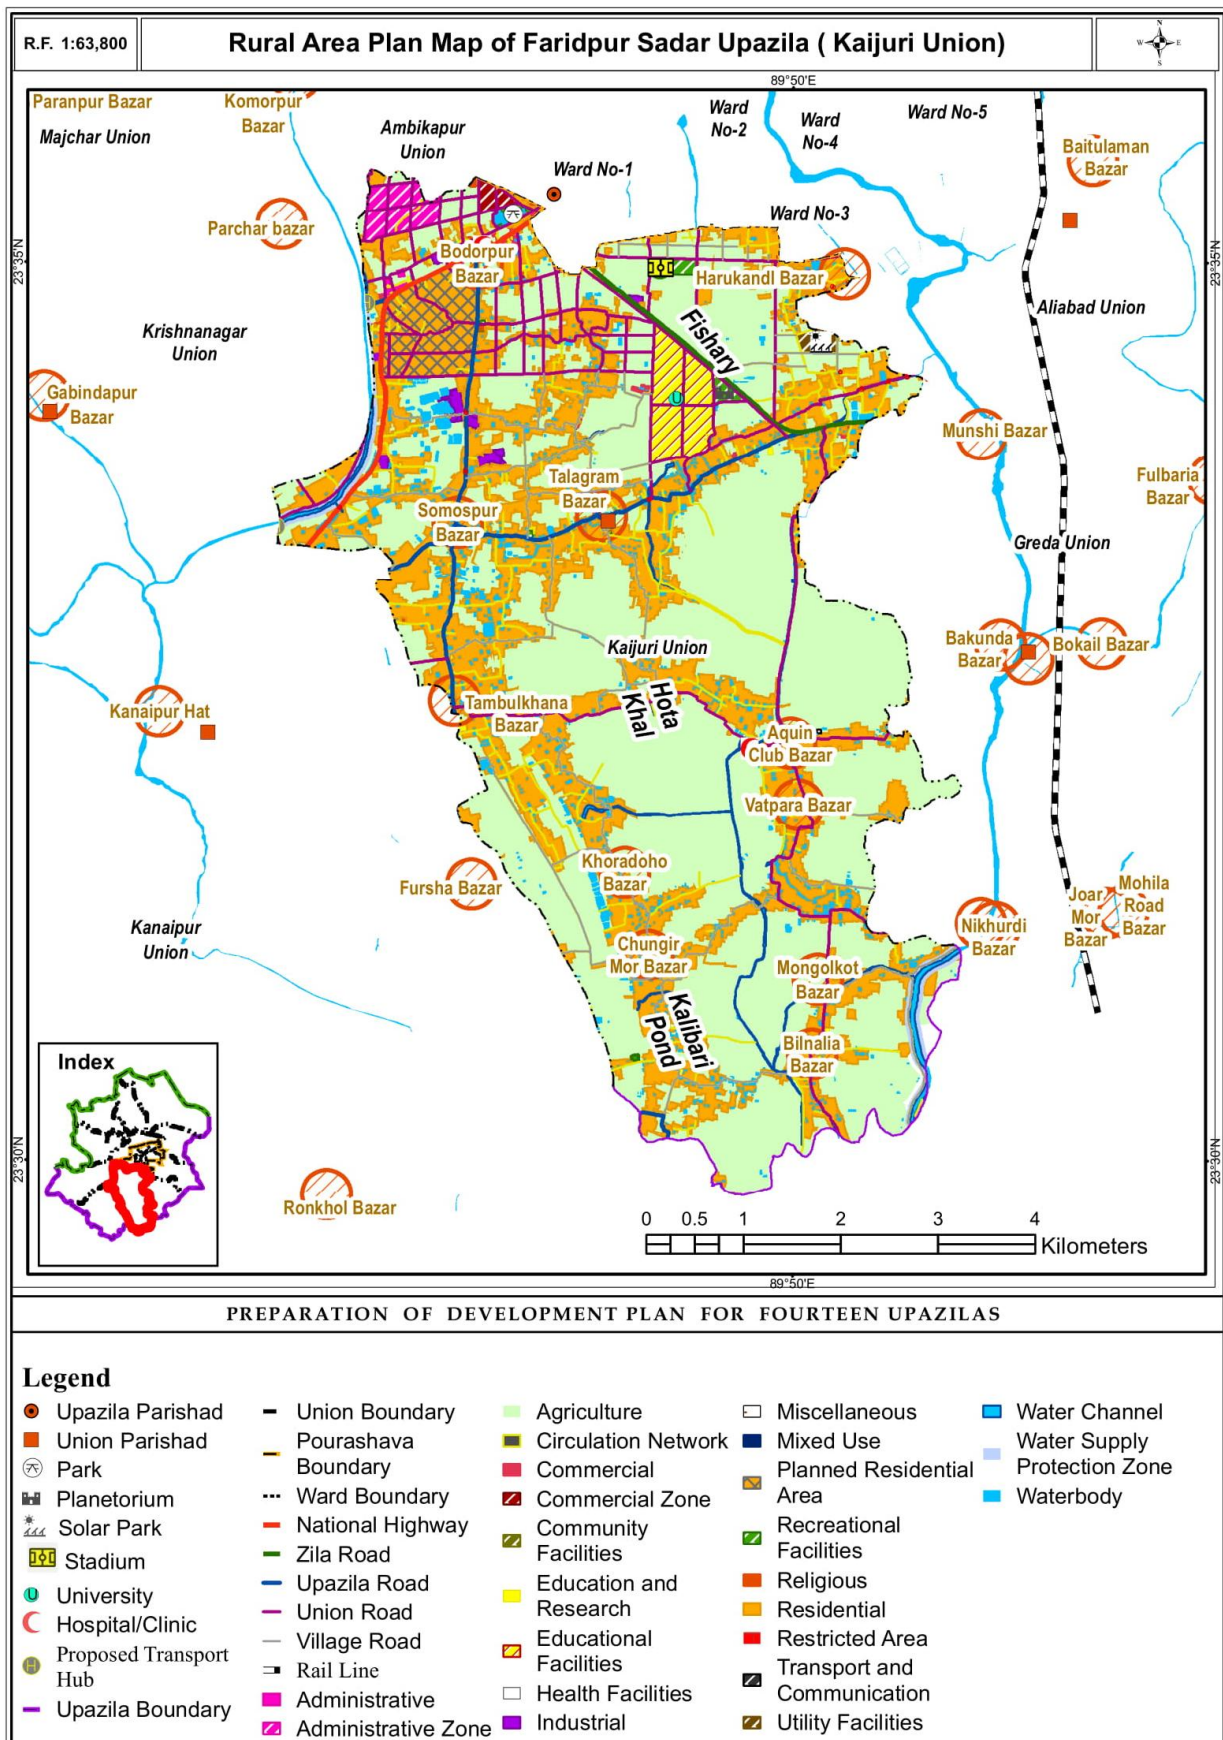 R.F. 1:63,800
Rural Area Plan Map of Faridpur Sadar Upazila ( Kaijuri Union)
N
W
E
S
89°50'E
Paranpur Bazar
Komorpur
Bazar
Majchar Union
Ambikapur
Union
Ward No-1
Ward
No-2
Ward
No-4
Ward No-5
Baitulaman
Bazar
Parchar bazar
Ward No-3
23°35'N
23°35'N
Bodorpur
Bazar
Harukandl Bazar
Krishnanagar
Union
Fishary
Aliabad Union
Gabindapur
Bazar
U
Munshi Bazar
Talagram
Bazar
Fulbaria
Bazar
Somospur
Bazar
Greda Union
Kaijuri Union
Bakunda
Bazar
Bokail Bazar
Kanaipur Hat
Tambulkhana
Bazar
Hota
Khal
Aquin
Club Bazar
Vatpara Bazar
Khoradoho
Bazar
Fursha Bazar
Joar
Mor
Bazar
Mohila
Road
Bazar
Nikhurdi
Bazar
Kanaipur
Union
Chungir
Mor Bazar
Mongolkot
Bazar
Kalibari
Pond
Bilnalia
Bazar
Index
23°30'N
23°30'N
Ronkhol Bazar
0 0.5 1 2 3 4
Kilometers
89°50'E
PREPARATION OF DEVELOPMENT PLAN FOR FOURTEEN UPAZILAS
Legend
Upazila Parishad
Union Parishad
Park
Planetorium
Solar Park
Stadium
U University
Hospital/Clinic
H Proposed Transport
Hub
Upazila Boundary
Union Boundary
Pourashava
Boundary
Ward Boundary
National Highway
Zila Road
Upazila Road
Union Road
Village Road
Rail Line
Administrative
Administrative Zone
Agriculture
Circulation Network
Commercial
Commercial Zone
Community
Facilities
Education and
Research
Educational
Facilities
Health Facilities
Industrial
Miscellaneous
Mixed Use
Planned Residential
Area
Recreational
Facilities
Religious
Residential
Restricted Area
Transport and
Communication
Utility Facilities
Water Channel
Water Supply
Protection Zone
Waterbody